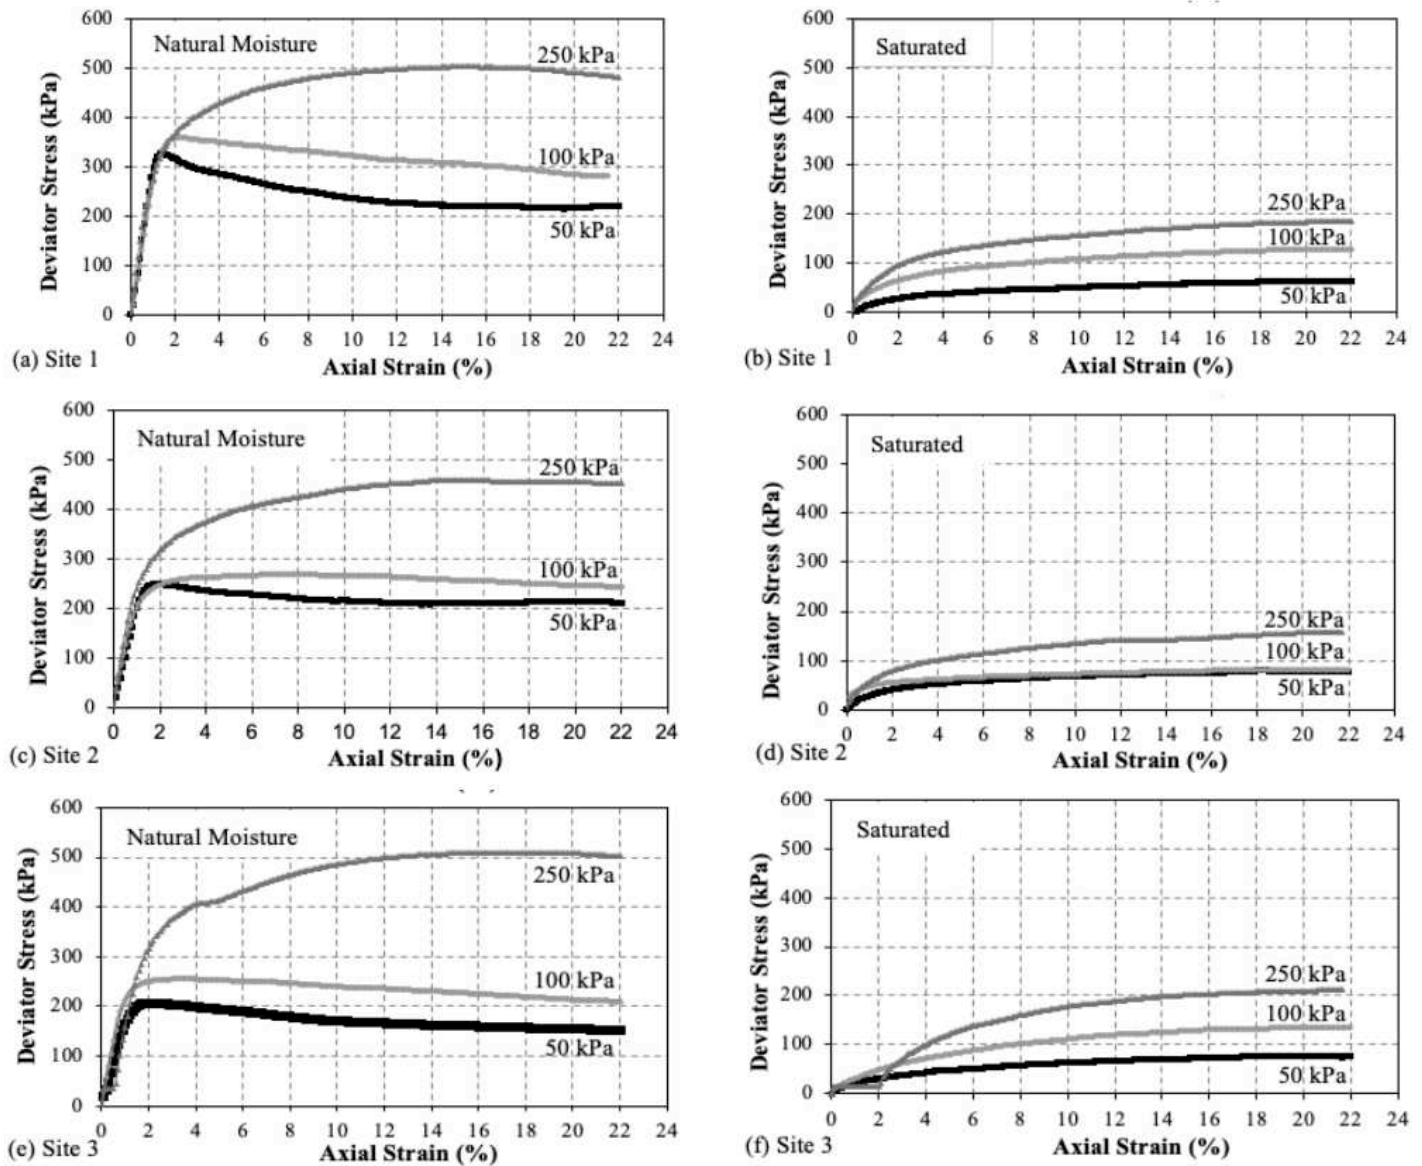 600
500
400
300
200
100
0
Deviator Stress (kPa)
Natural Moisture
250 kPa
100 kPa
50 kPa
0 2 4 6 8 10 12 14 16 18 20 22 24
(a) Site 1
Axial Strain (%)
600
500
400
300
200
100
0
Deviator Stress (kPa)
Saturated
250 kPa
100 kPa
50 kPa
0 2 4 6 8 10 12 14 16 18 20 22 24
(b) Site 1
Axial Strain (%)
600
500
400
300
200
100
0
Deviator Stress (kPa)
Natural Moisture
250 kPa
100 kPa
50 kPa
0 2 4 6 8 10 12 14 16 18 20 22 24
(c) Site 2
Axial Strain (%)
600
500
400
300
200
100
0
Deviator Stress (kPa)
Saturated
250 kPa
100 kPa
50 kPa
0 2 4 6 8 10 12 14 16 18 20 22 24
(d) Site 2
Axial Strain (%)
600
500
400
300
200
100
0
Deviator Stress (kPa)
Natural Moisture
250 kPa
100 kPa
50 kPa
0 2 4 6 8 10 12 14 16 18 20 22 24
(e) Site 3
Axial Strain (%)
600
500
400
300
200
100
0
Deviator Stress (kPa)
Saturated
250 kPa
100 kPa
50 kPa
0 2 4 6 8 10 12 14 16 18 20 22 24
(f) Site 3
Axial Strain (%)